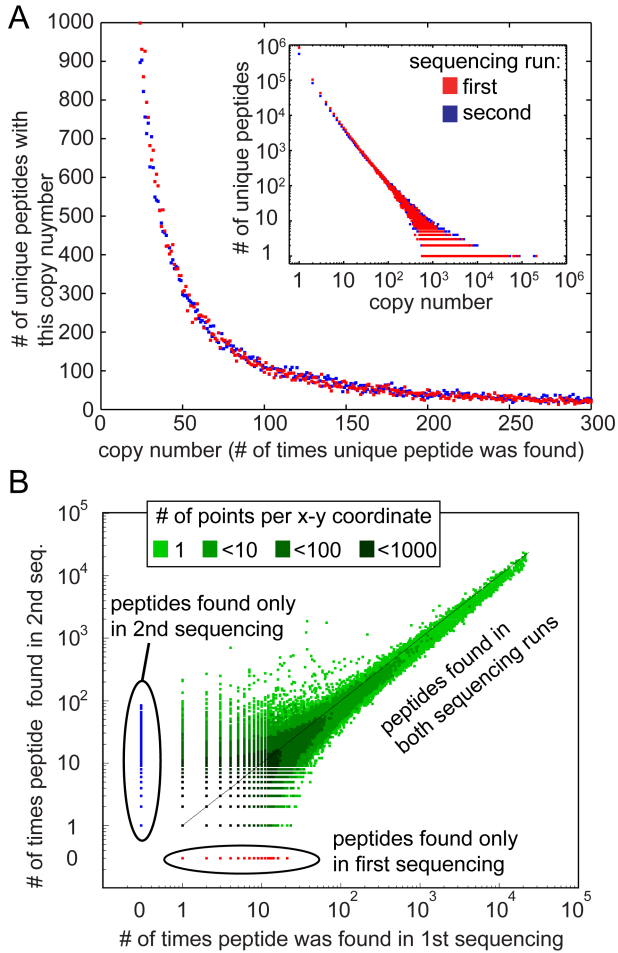 A
1000
900
800
700
600
500
400
300
200
100
0
# of unique peptides with
this copy nuymber
0 50 100 150 200 250 300
copy number (# of times unique peptide was found)
sequencing run:
first
second
# of unique peptides
10^6
10^5
10^4
10^3
10^2
10
1
1 10 10^2 10^3 10^4 10^5 10^6
copy number
B
# of points per x-y coordinate
1 <10 <100 <1000
peptides found only
in 2nd sequencing
peptides found in
both sequencing runs
peptides found only
in first sequencing
# of times peptide found in 2nd seq.
10^5
10^4
10^3
10^2
10
1
0
0 1 10 10^2 10^3 10^4 10^5
# of times peptide was found in 1st sequencing